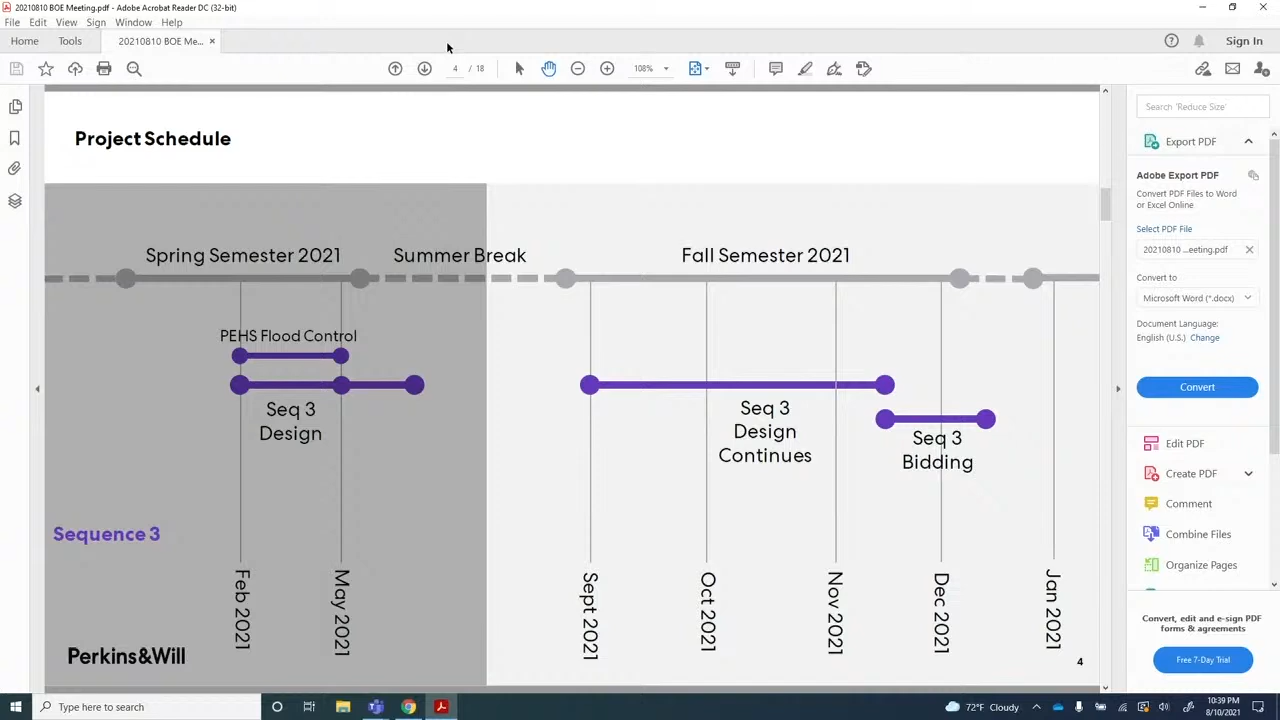 20210810 BOE Meeting.pdf - Adobe Acrobat Reader DC (32-bit)
File Edit View Sign Window Help
Home Tools 20210810 BOE Me... × Sign In
4 / 18 108%
Project Schedule
Spring Semester 2021 Summer Break Fall Semester 2021
PEHS Flood Control
Seq 3
Design
Seq 3
Design
Continues
Seq 3
Bidding
Sequence 3
Feb 2021
May 2021
Sept 2021
Oct 2021
Nov 2021
Dec 2021
Jan 2021
Perkins&Will
4
Search 'Reduce Size'
Export PDF
Adobe Export PDF
Convert PDF Files to Word
or Excel Online
Select PDF File
20210810 ...eeting.pdf
Convert to
Microsoft Word (*.docx)
Document Language:
English (U.S.) Change
Convert
Edit PDF
Create PDF
Comment
Combine Files
Organize Pages
Convert, edit and e-sign PDF
forms & agreements
Free 7-Day Trial
Type here to search
72°F Cloudy
10:39 PM
8/10/2021